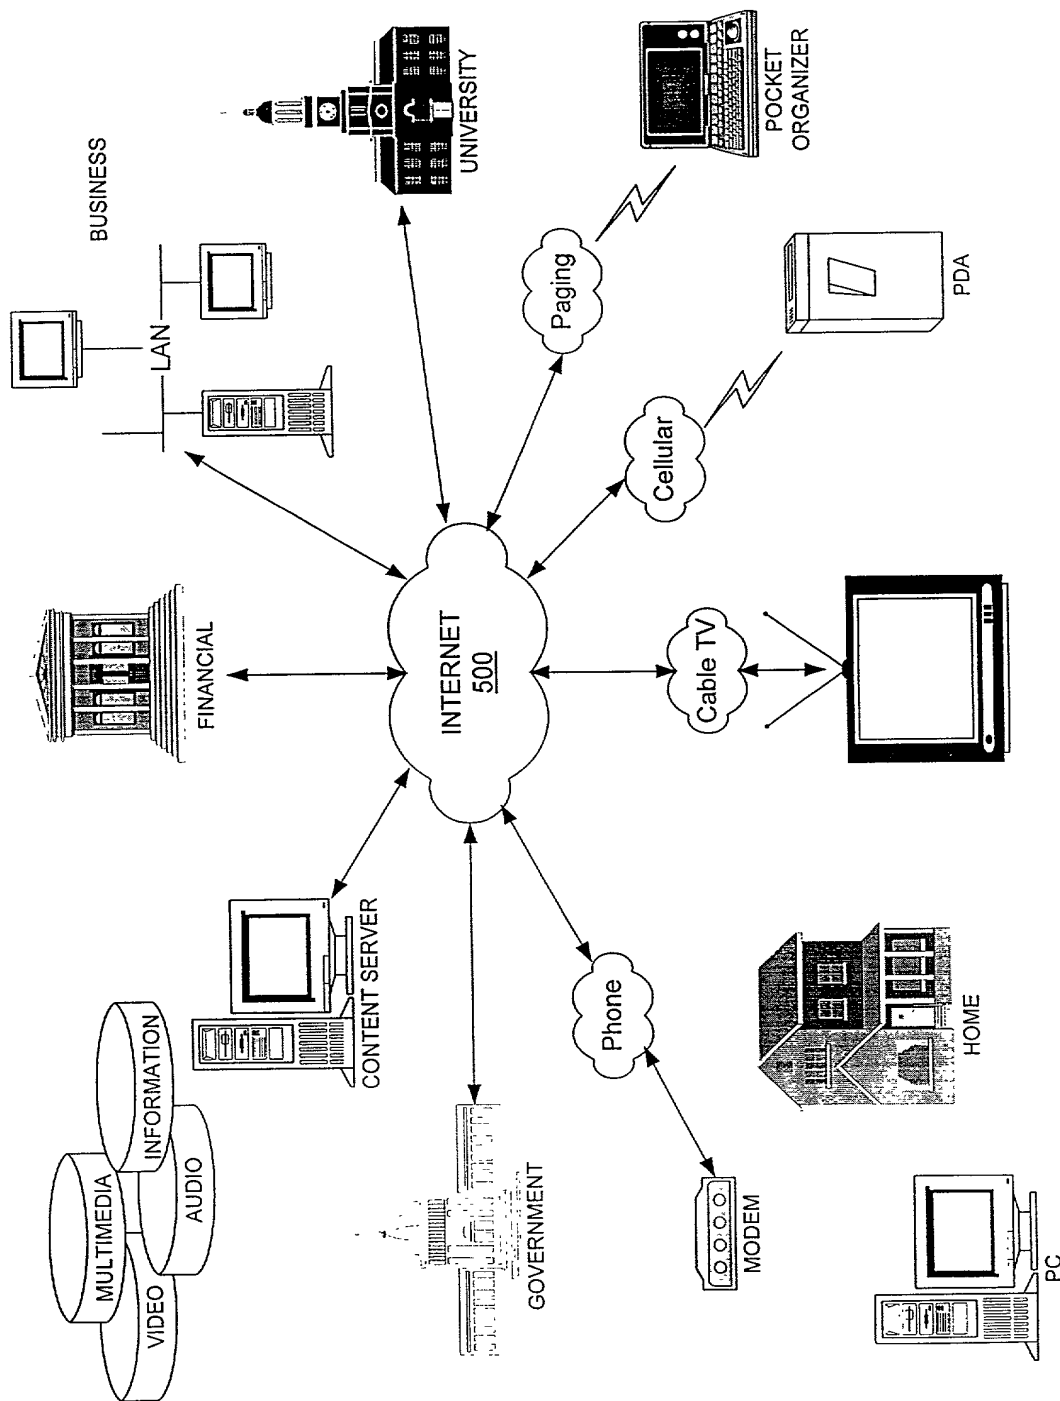 MULTIMEDIA
BUSINESS
VIDEO
INFORMATION
LAN
AUDIO
FINANCIAL
CONTENT SERVER
INTERNET
500
UNIVERSITY
GOVERNMENT
Paging
Phone
Cellular
Cable TV
MODEM
POCKET
ORGANIZER
PDA
HOME
PC